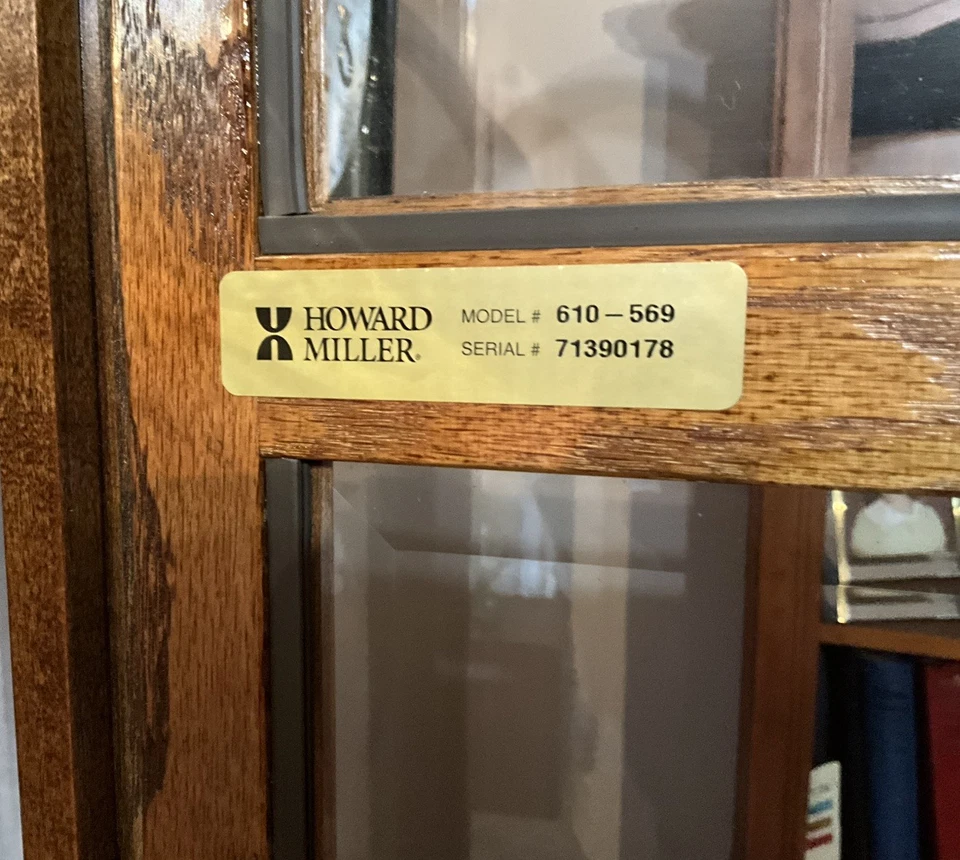 HOWARD MILLER®
MODEL # 610 – 569
SERIAL # 71390178